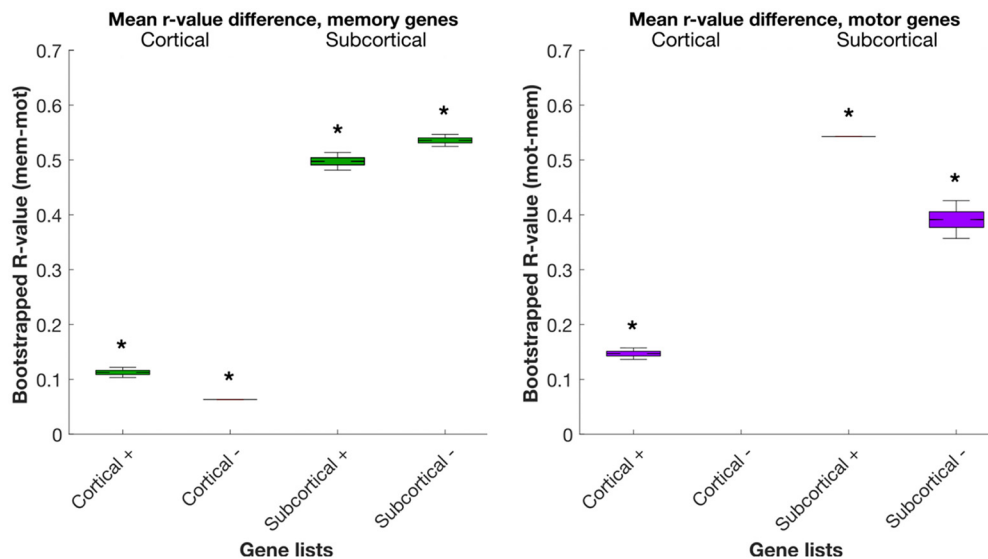 Mean r-value difference, memory genes
Cortical Subcortical
Bootstrapped R-value (mem-mot)
0.7
0.6
0.5
0.4
0.3
0.2
0.1
0
*
*
*
*
Cortical +
Cortical -
Subcortical +
Subcortical -
Gene lists
Mean r-value difference, motor genes
Cortical Subcortical
Bootstrapped R-value (mot-mem)
0.7
0.6
0.5
0.4
0.3
0.2
0.1
0
*
*
*
Cortical +
Cortical -
Subcortical +
Subcortical -
Gene lists